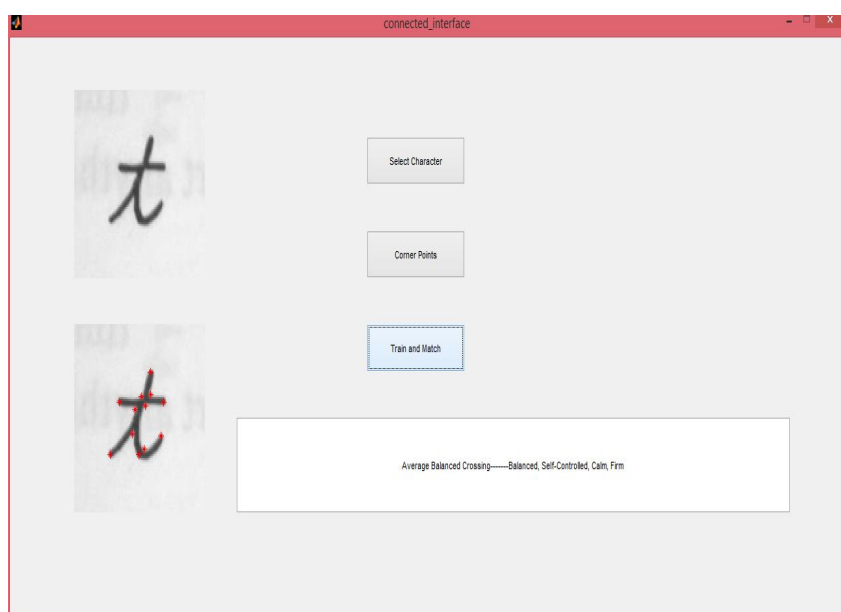 connected_interface
t
Select Character
Corner Points
t
Train and Match
Average Balanced Crossing-------Balanced, Self-Controlled, Calm, Firm